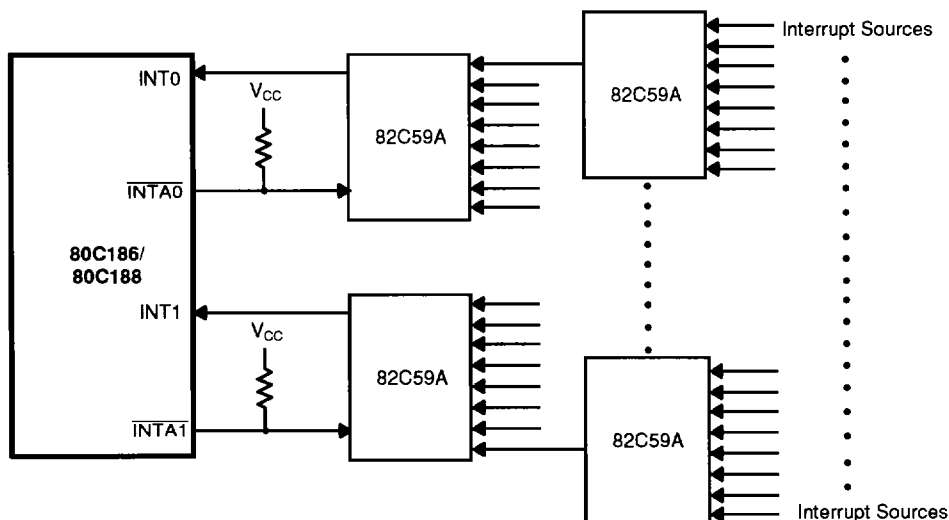 Interrupt Sources
INT0
VCC
82C59A
82C59A
INTA0
80C186/
80C188
INT1
VCC
82C59A
82C59A
INTA1
Interrupt Sources